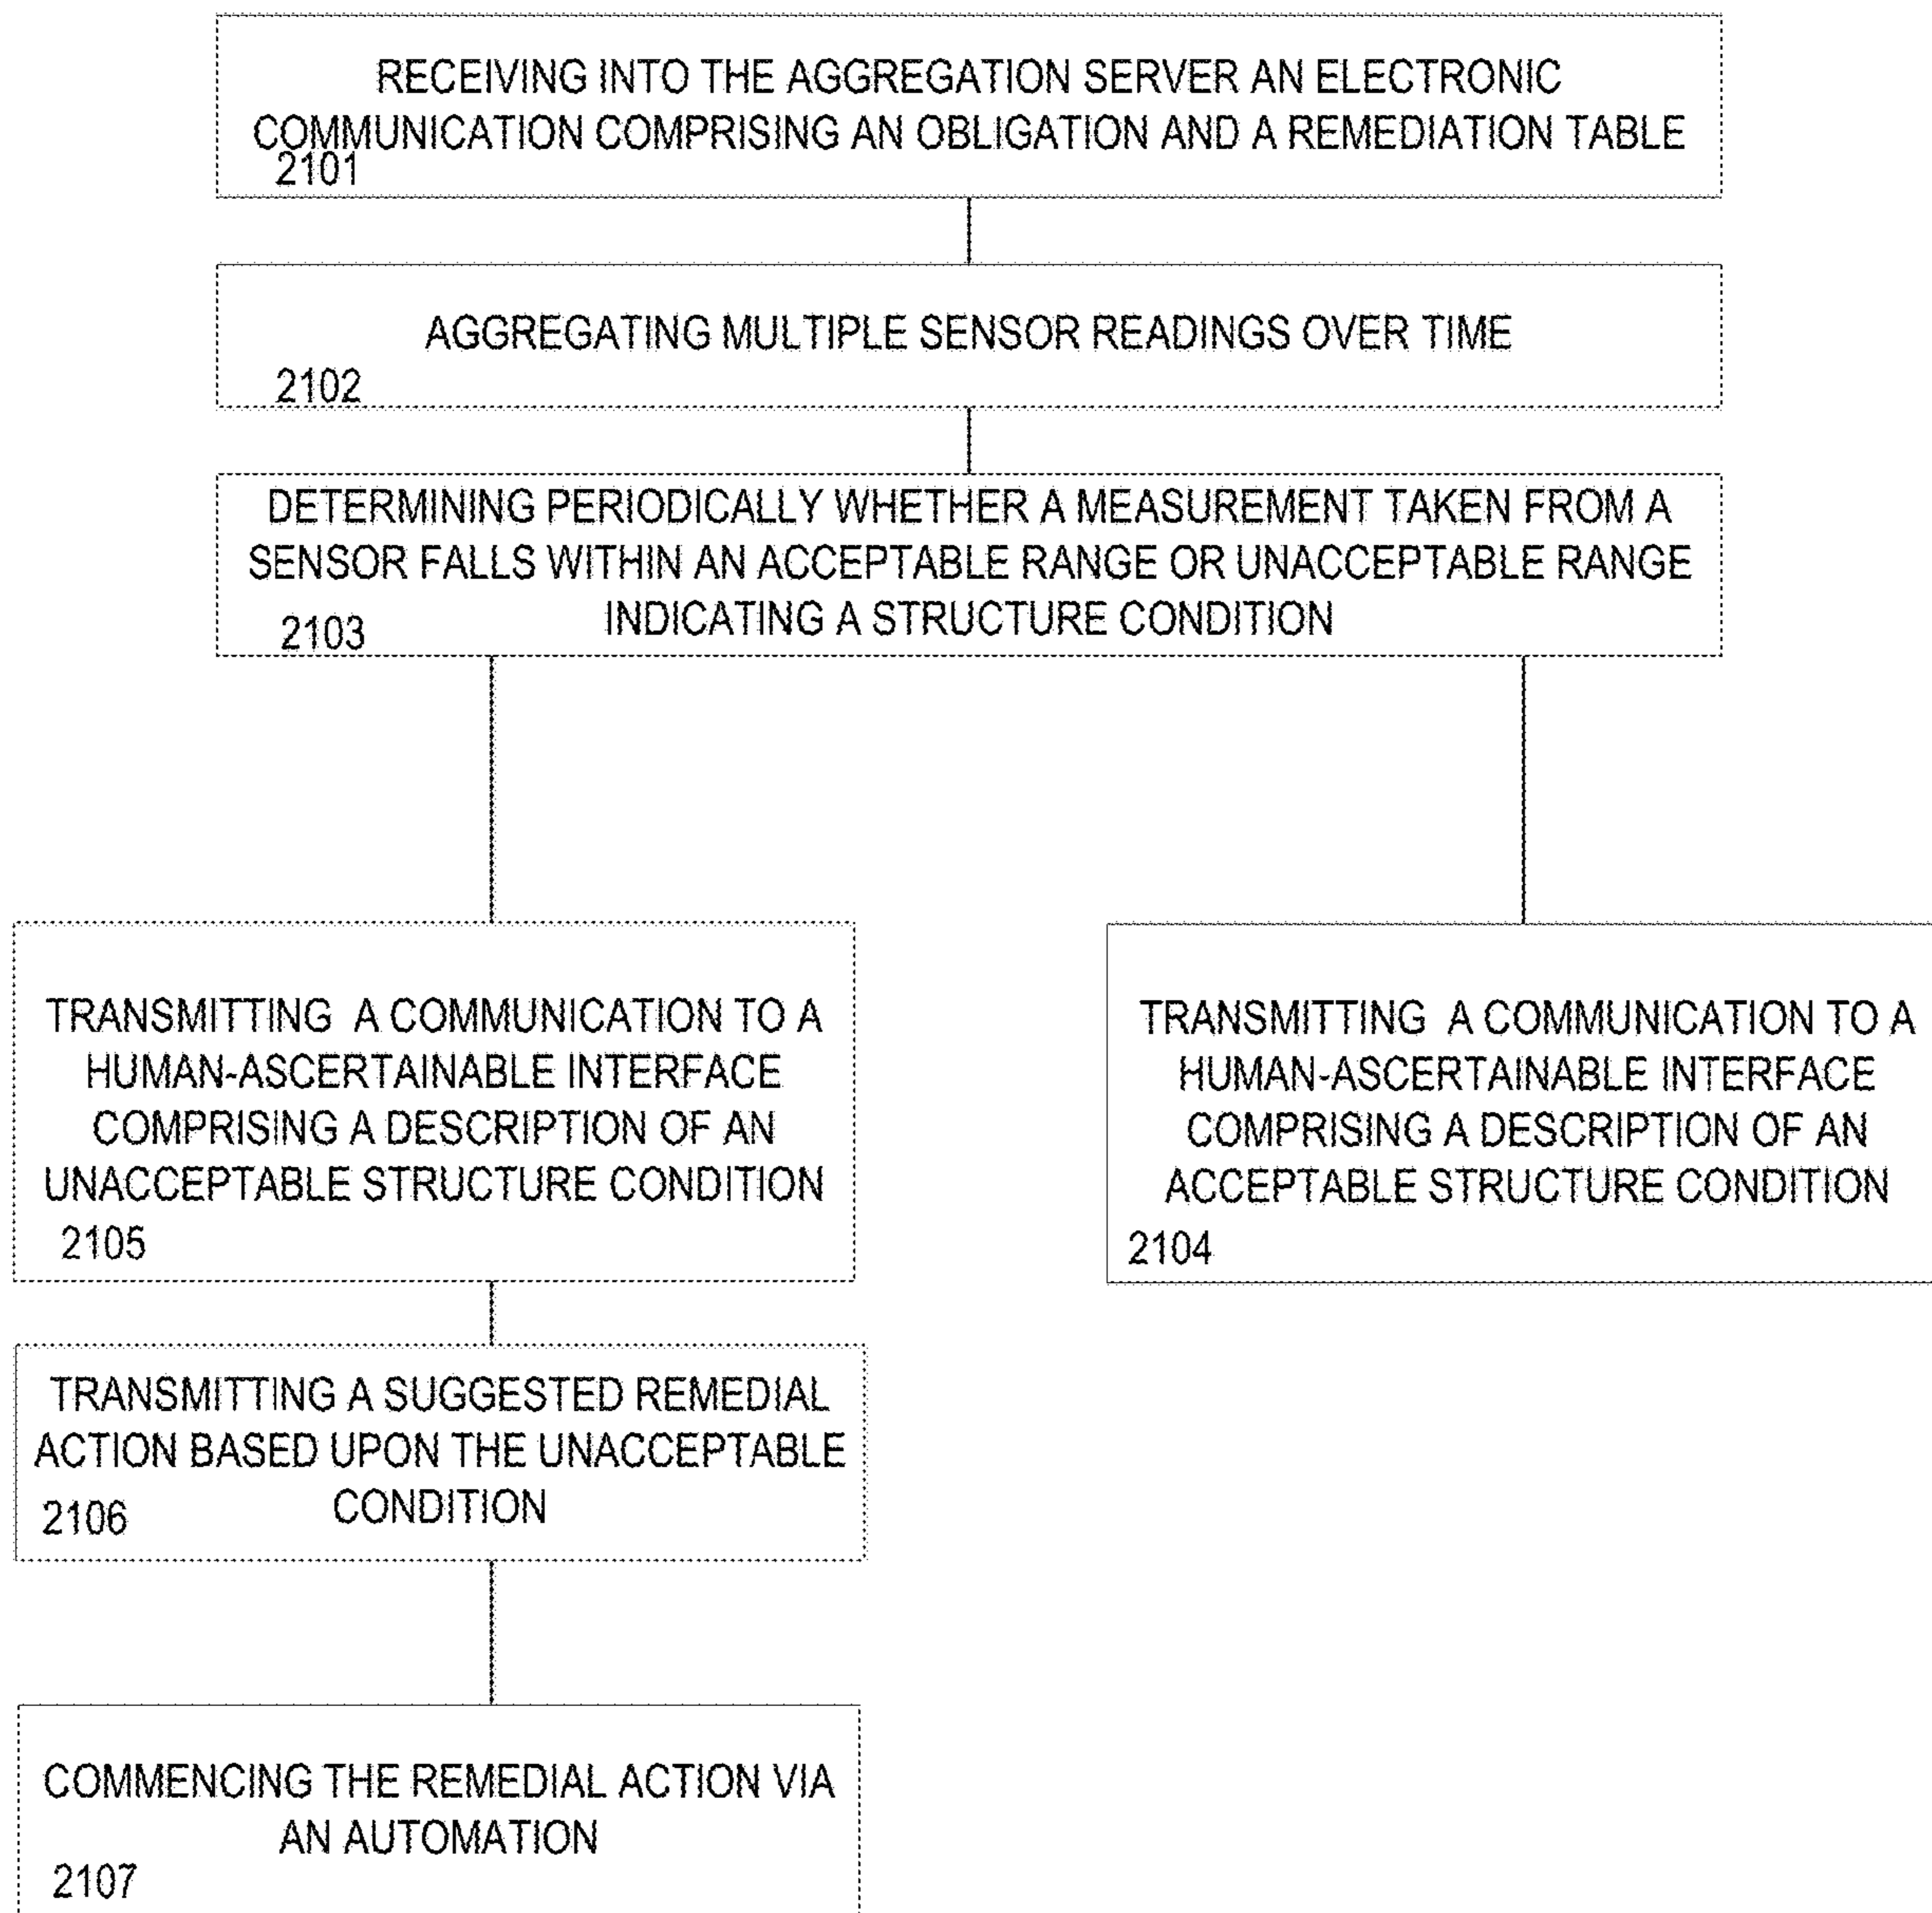 RECEIVING INTO THE AGGREGATION SERVER AN ELECTRONIC
COMMUNICATION COMPRISING AN OBLIGATION AND A REMEDIATION TABLE
2101
AGGREGATING MULTIPLE SENSOR READINGS OVER TIME
2102
DETERMINING PERIODICALLY WHETHER A MEASUREMENT TAKEN FROM A
SENSOR FALLS WITHIN AN ACCEPTABLE RANGE OR UNACCEPTABLE RANGE
INDICATING A STRUCTURE CONDITION
2103
TRANSMITTING A COMMUNICATION TO A
HUMAN-ASCERTAINABLE INTERFACE
COMPRISING A DESCRIPTION OF AN
UNACCEPTABLE STRUCTURE CONDITION
2105
TRANSMITTING A COMMUNICATION TO A
HUMAN-ASCERTAINABLE INTERFACE
COMPRISING A DESCRIPTION OF AN
ACCEPTABLE STRUCTURE CONDITION
2104
TRANSMITTING A SUGGESTED REMEDIAL
ACTION BASED UPON THE UNACCEPTABLE
CONDITION
2106
COMMENCING THE REMEDIAL ACTION VIA
AN AUTOMATION
2107